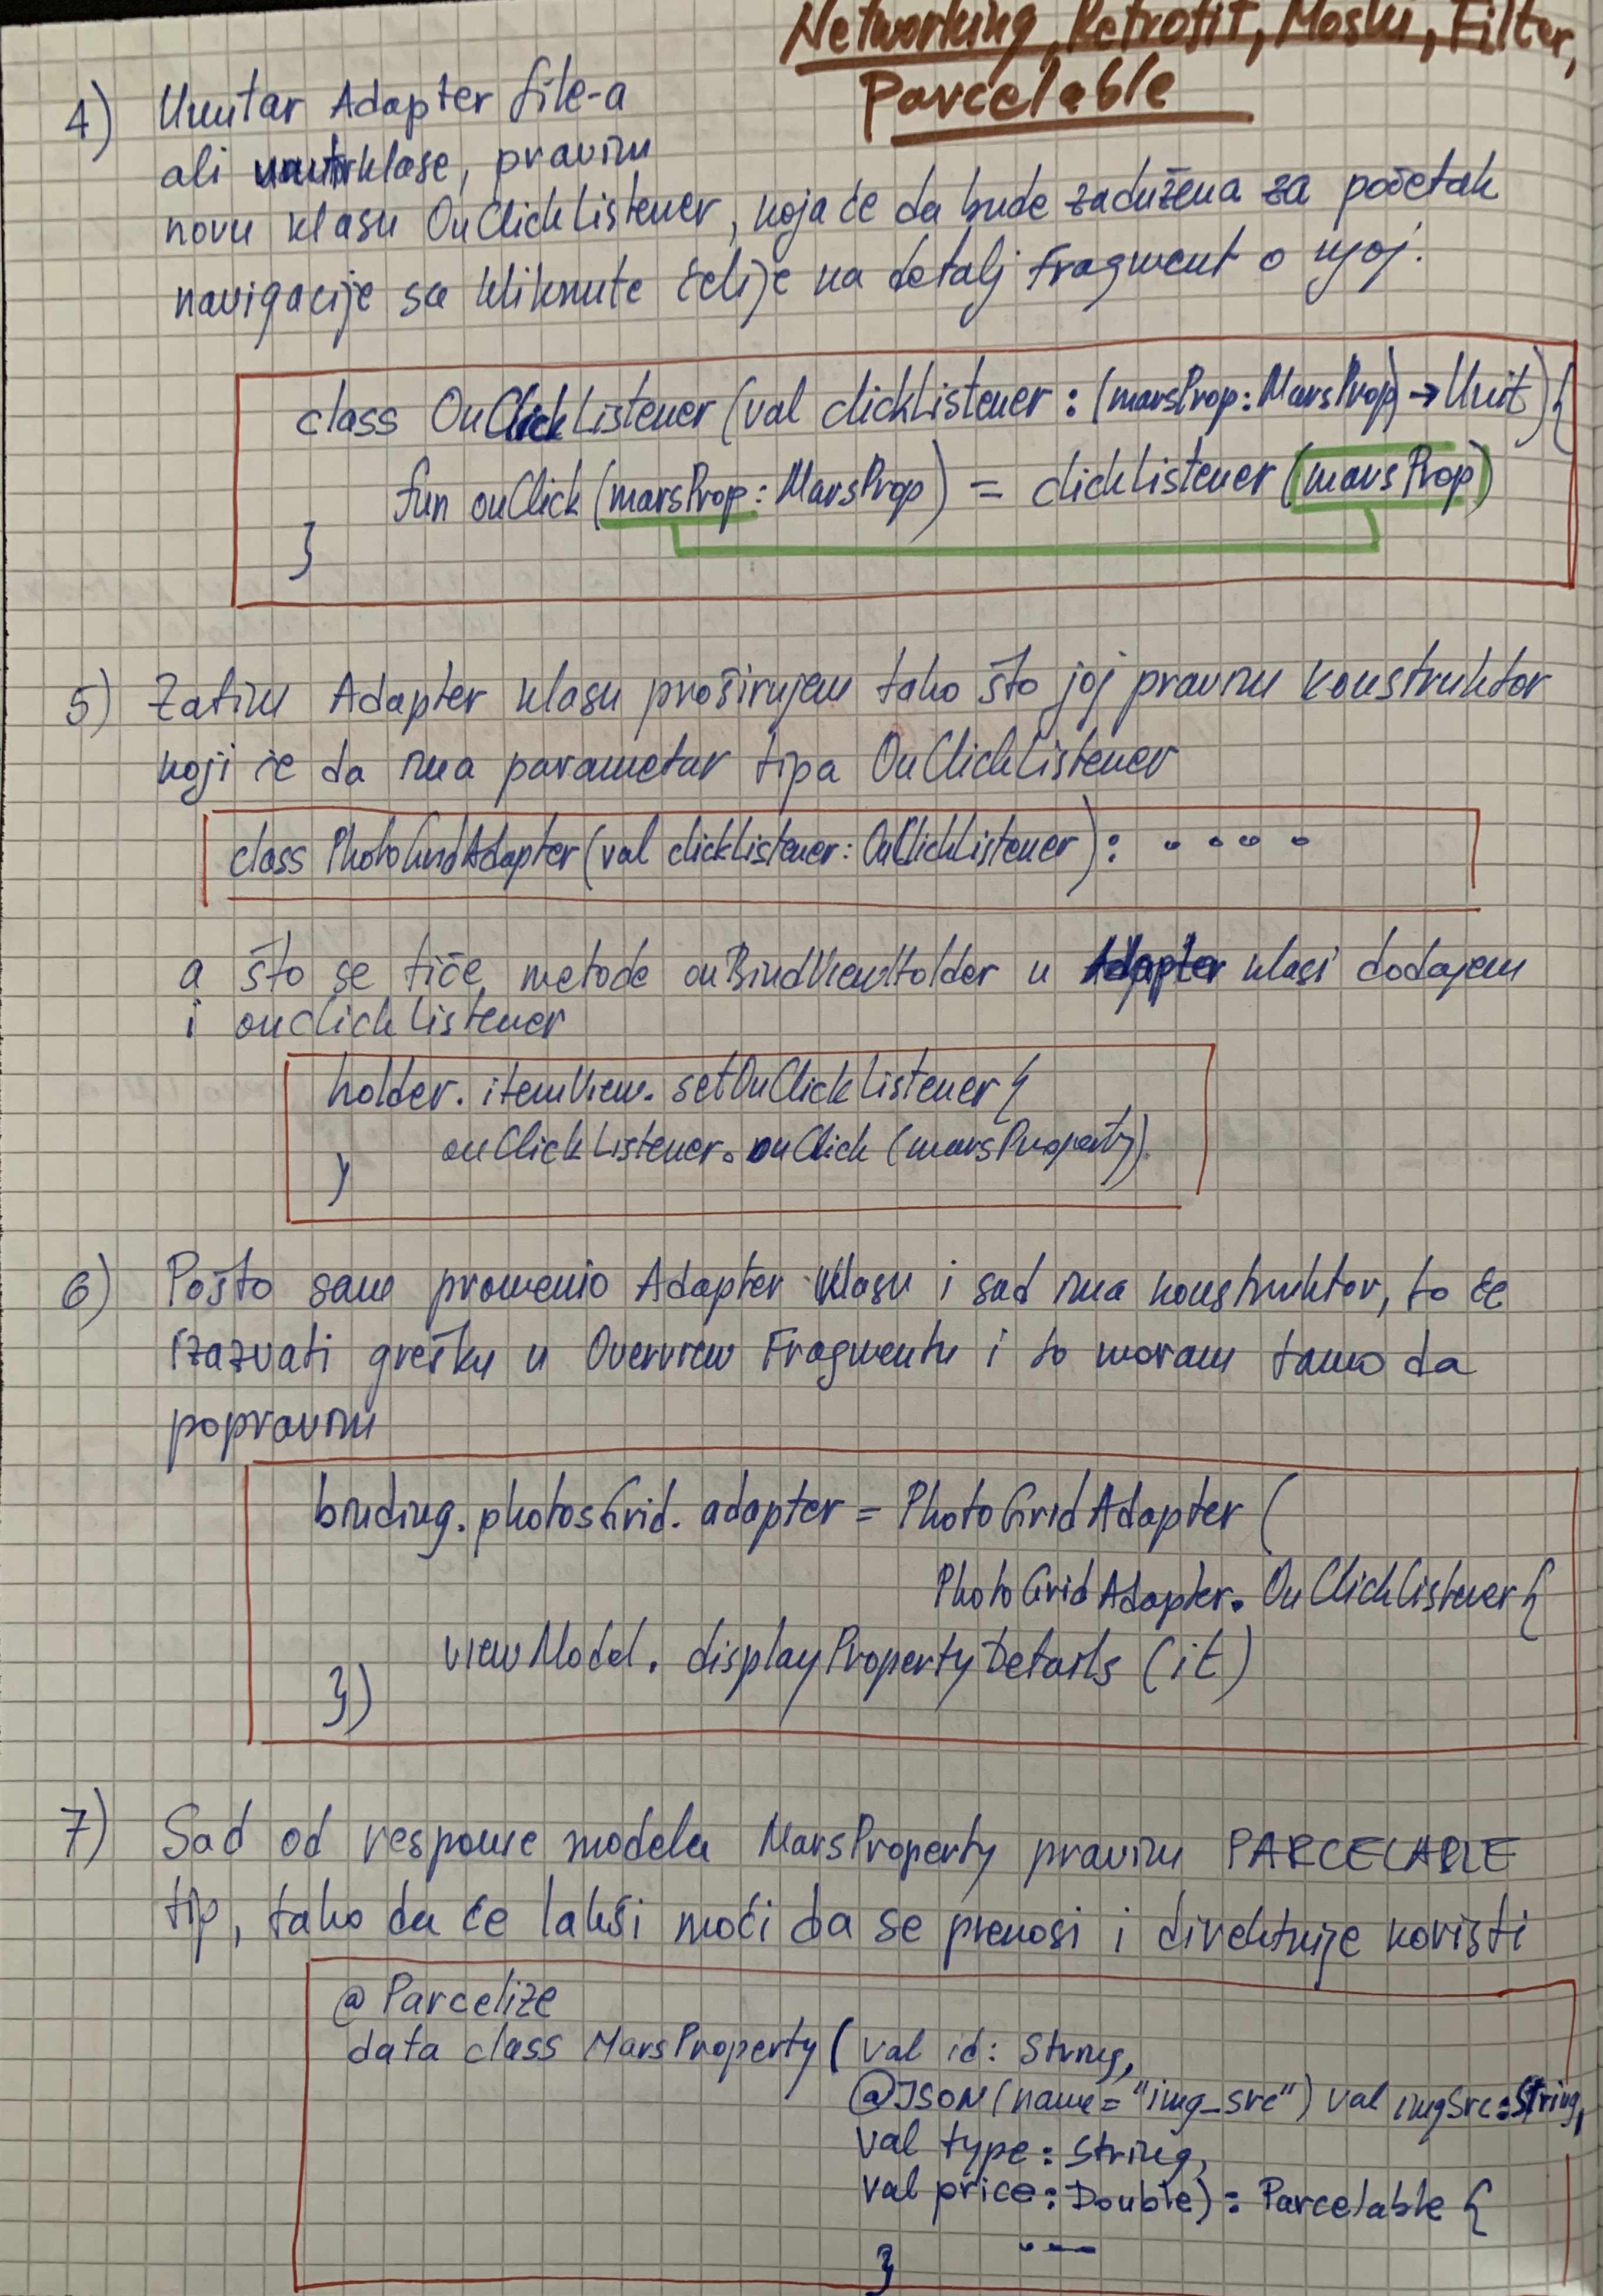 Networking, Retrofit, Moshi, Filter,
Parcelable
4) Unutar Adapter file-a
ali unutar klase, pravim
novu klasu OnClickListener, koja će da bude zadužena za početak
navigacije sa kliknute ćelije na detalj fragment o njoj.
class OnClickListener (val clickListener : (marsProp: MarsProp) → Unit) {
fun onClick (marsProp: MarsProp) = clickListener (marsProp)
}
5) Zatim Adapter klasu proširujem tako što joj pravim konstruktor
koji će da ima parametar tipa OnClickListener
class PhotoGridAdapter (val clickListener: OnClickListener): ....
a što se tiče metode onBindViewHolder u Adapter klasi dodajem
i onclickListener
holder. itemView. setOnClickListener {
onClickListener. onClick (marsProperty)
}
6) Pošto sam promenio Adapter klasu i sad ima konstruktor, to će
izazvati grešku u Overview Fragmentu i to moram tamo da
popravim
binding. photosGrid. adapter = PhotoGridAdapter (
PhotoGridAdapter. OnClickListener {
viewModel. displayPropertyDetails (it)
})
7) Sad od response modela MarsProperty pravim PARCELABLE
tip, tako da će lakši moći da se prenosi i direktnije koristi
@Parcelize
data class MarsProperty ( val id: String,
@JSON (name = "img_src") val imgSrc: String,
val type: String,
val price: Double) : Parcelable {
...
}